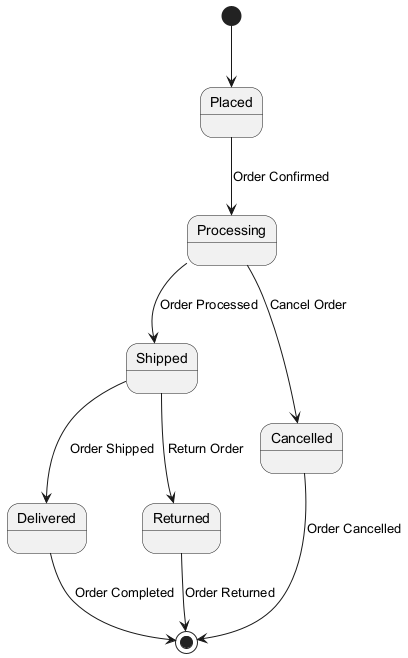 Placed
Order Confirmed
Processing
Order Processed
Cancel Order
Shipped
Cancelled
Order Shipped
Return Order
Delivered
Returned
Order Cancelled
Order Completed
Order Returned